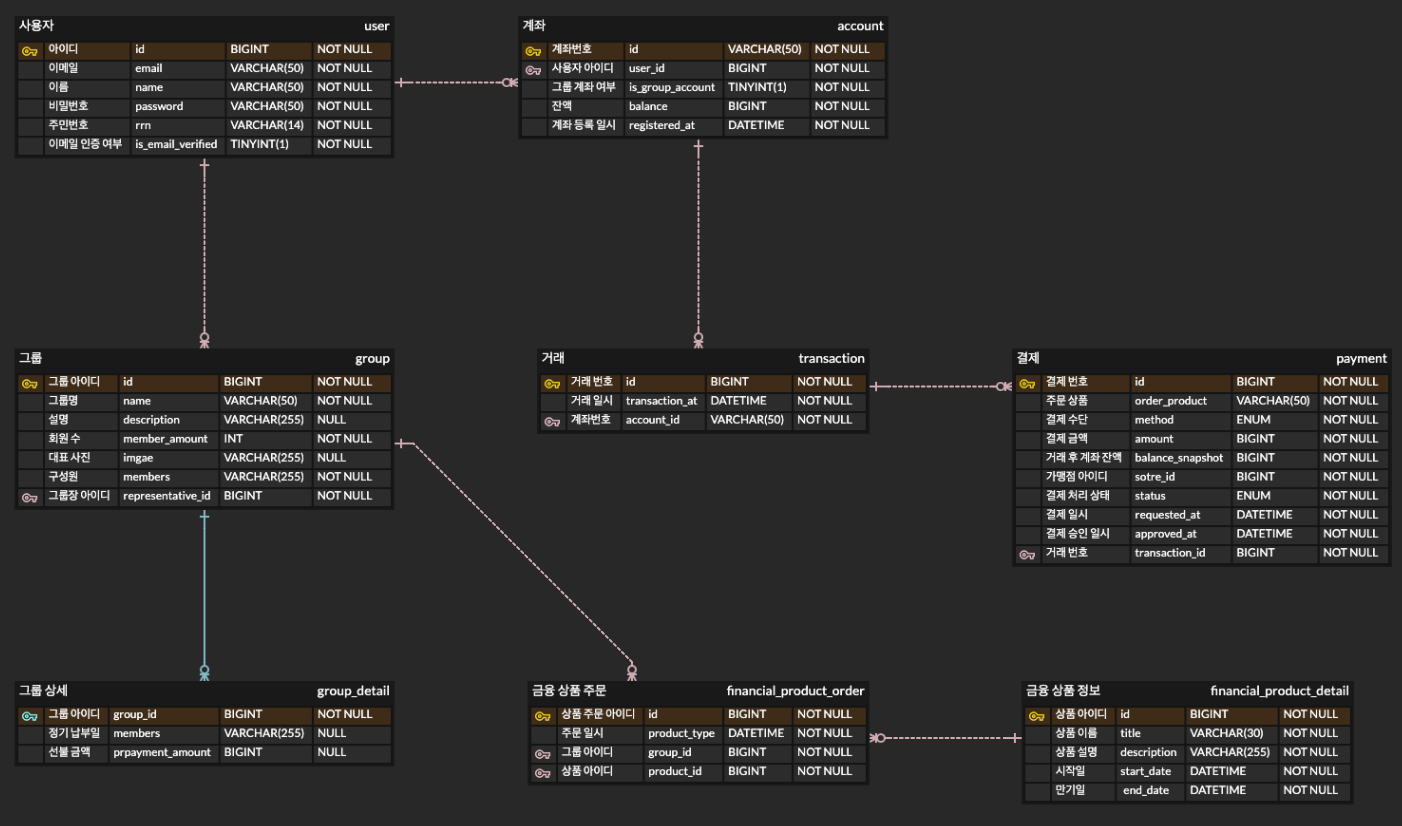 사용자 user
아이디 id BIGINT NOT NULL
이메일 email VARCHAR(50) NOT NULL
이름 name VARCHAR(50) NOT NULL
비밀번호 password VARCHAR(50) NOT NULL
주민번호 rrn VARCHAR(14) NOT NULL
이메일 인증 여부 is_email_verified TINYINT(1) NOT NULL
계좌 account
계좌번호 id VARCHAR(50) NOT NULL
사용자 아이디 user_id BIGINT NOT NULL
그룹 계좌 여부 is_group_account TINYINT(1) NOT NULL
잔액 balance BIGINT NOT NULL
계좌 등록 일시 registered_at DATETIME NOT NULL
그룹 group
그룹 아이디 id BIGINT NOT NULL
그룹명 name VARCHAR(50) NOT NULL
설명 description VARCHAR(255) NULL
회원 수 member_amount INT NOT NULL
대표 사진 imgae VARCHAR(255) NULL
구성원 members VARCHAR(255) NOT NULL
그룹장 아이디 representative_id BIGINT NOT NULL
거래 transaction
거래 번호 id BIGINT NOT NULL
거래 일시 transaction_at DATETIME NOT NULL
계좌번호 account_id VARCHAR(50) NOT NULL
결제 payment
결제 번호 id BIGINT NOT NULL
주문 상품 order_product VARCHAR(50) NOT NULL
결제 수단 method ENUM NOT NULL
결제 금액 amount BIGINT NOT NULL
거래 후 계좌 잔액 balance_snapshot BIGINT NOT NULL
가맹점 아이디 sotre_id BIGINT NOT NULL
결제 처리 상태 status ENUM NOT NULL
결제 일시 requested_at DATETIME NOT NULL
결제 승인 일시 approved_at DATETIME NOT NULL
거래 번호 transaction_id BIGINT NOT NULL
그룹 상세 group_detail
그룹 아이디 group_id BIGINT NOT NULL
정기 납부일 members VARCHAR(255) NULL
선불 금액 prpayment_amount BIGINT NULL
금융 상품 주문 financial_product_order
상품 주문 아이디 id BIGINT NOT NULL
주문 일시 product_type DATETIME NOT NULL
그룹 아이디 group_id BIGINT NOT NULL
상품 아이디 product_id BIGINT NOT NULL
금융 상품 정보 financial_product_detail
상품 아이디 id BIGINT NOT NULL
상품 이름 title VARCHAR(30) NOT NULL
상품 설명 description VARCHAR(255) NOT NULL
시작일 start_date DATETIME NOT NULL
만기일 end_date DATETIME NOT NULL